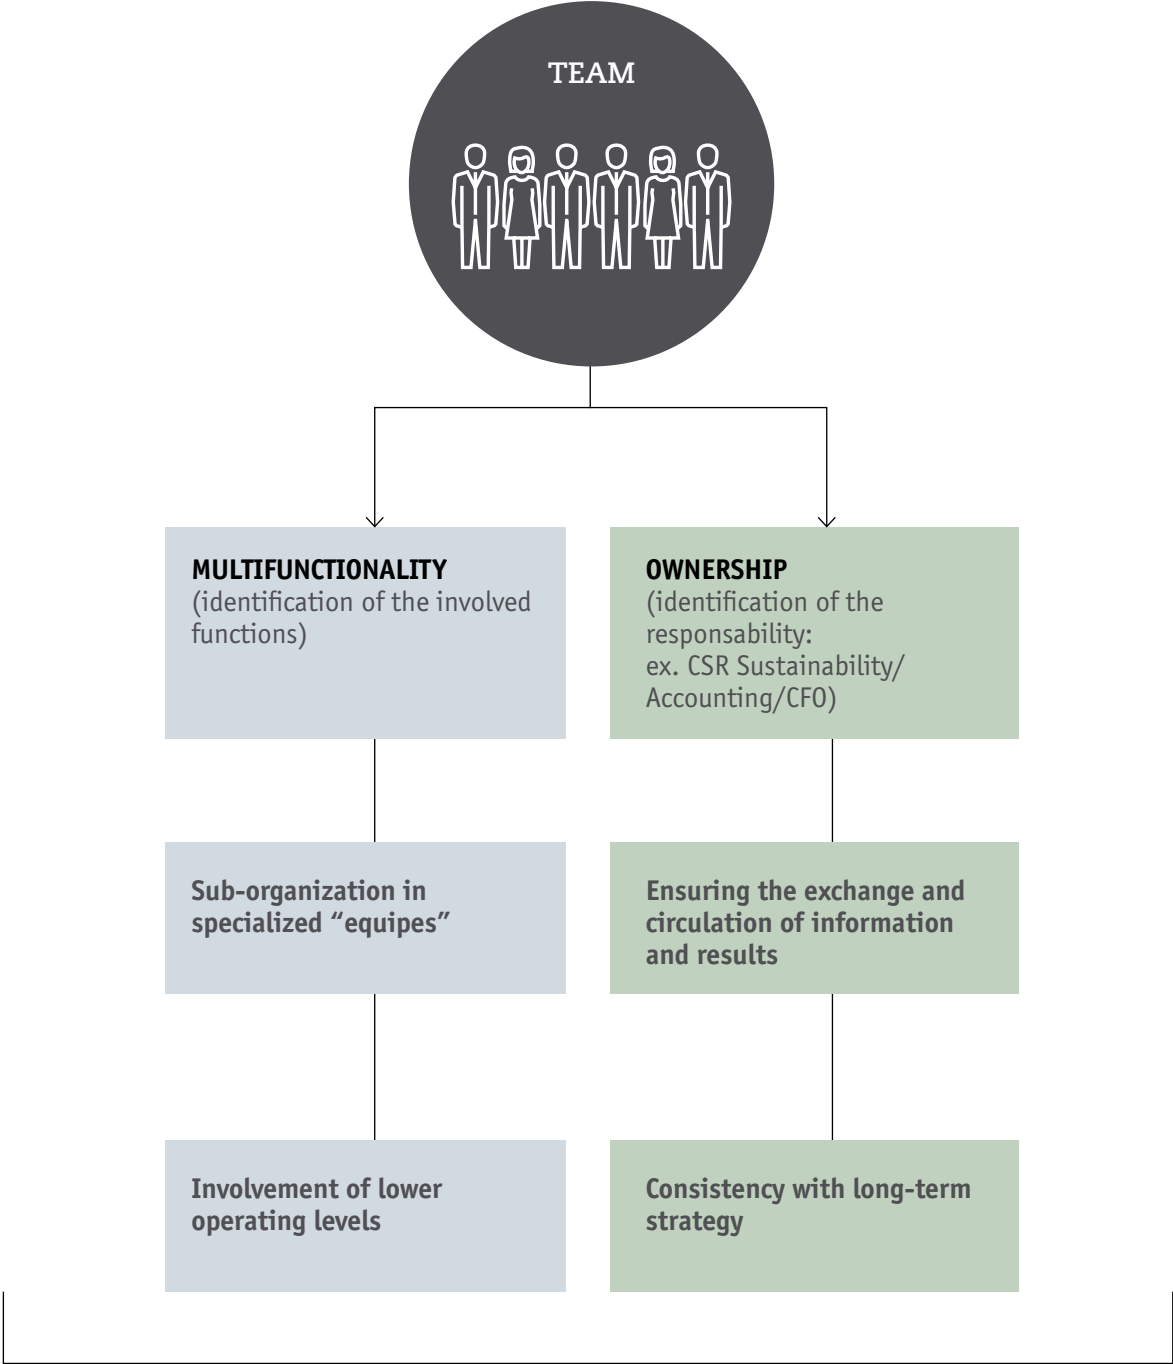 TEAM
MULTIFUNCTIONALITY
(identification of the involved
functions)
OWNERSHIP
(identification of the
responsability:
ex. CSR Sustainability/
Accounting/CFO)
Sub-organization in
specialized “equipes”
Ensuring the exchange and
circulation of information
and results
Involvement of lower
operating levels
Consistency with long-term
strategy